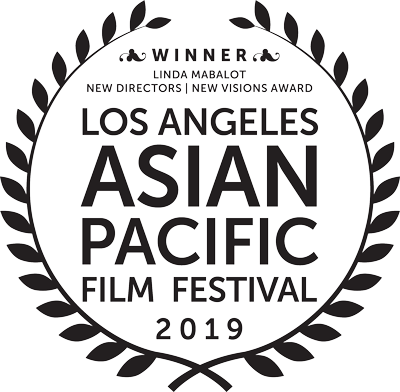 WINNER
LINDA MABALOT
NEW DIRECTORS | NEW VISIONS AWARD
LOS ANGELES
ASIAN
PACIFIC
FILM FESTIVAL
2019